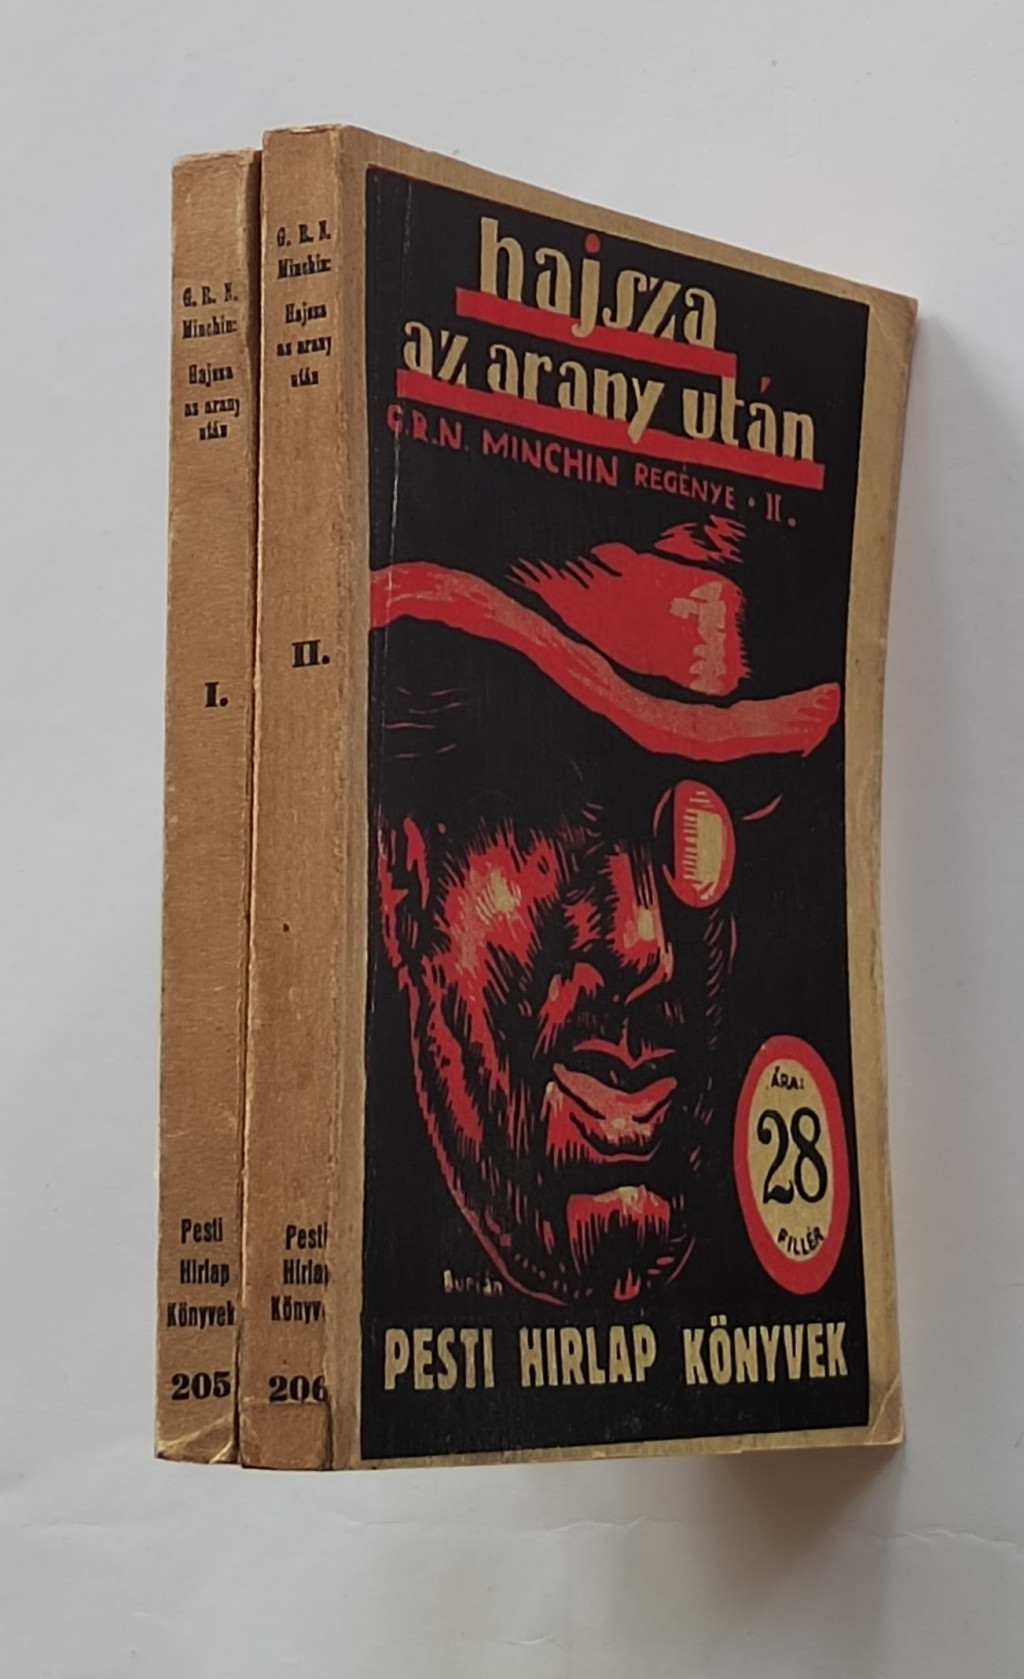 G. R. N.
Minchin:
Hajsza
az arany
után
I.
Pesti
Hirlap
Könyvek
205
G. R. N.
Minchin:
Hajsza
az arany
után
II.
Pesti
Hirlap
Könyv
206
hajsza
az arany után
G.R.N. MINCHIN REGÉNYE • II.
ÁRA:
28
FILLÉR
Burián
PESTI HIRLAP KÖNYVEK